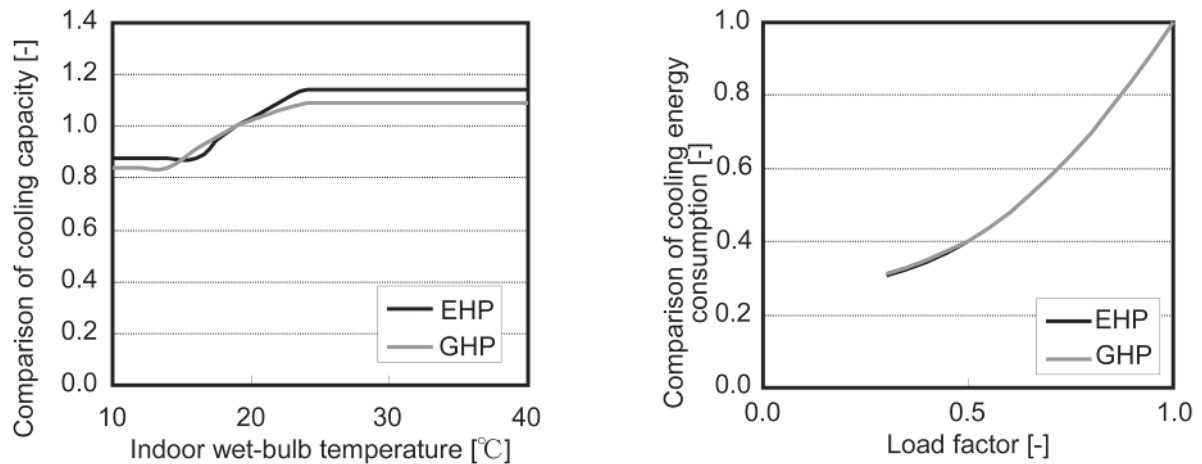 Comparison of cooling capacity [-]
1.4
1.2
1.0
0.8
0.6
0.4
0.2
0.0
EHP
GHP
10
20
30
40
Indoor wet-bulb temperature [℃]
Comparison of cooling energy
consumption [-]
1.0
0.8
0.6
0.4
0.2
0.0
EHP
GHP
0.0
0.5
1.0
Load factor [-]